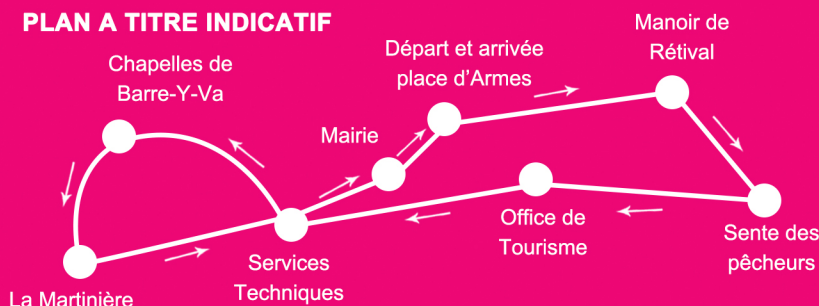 PLAN A TITRE INDICATIF
Chapelles de
Barre-Y-Va
Mairie
Départ et arrivée
place d'Armes
Manoir de
Rétival
Office de
Tourisme
Sente des
pêcheurs
Services
Techniques
La Martinière